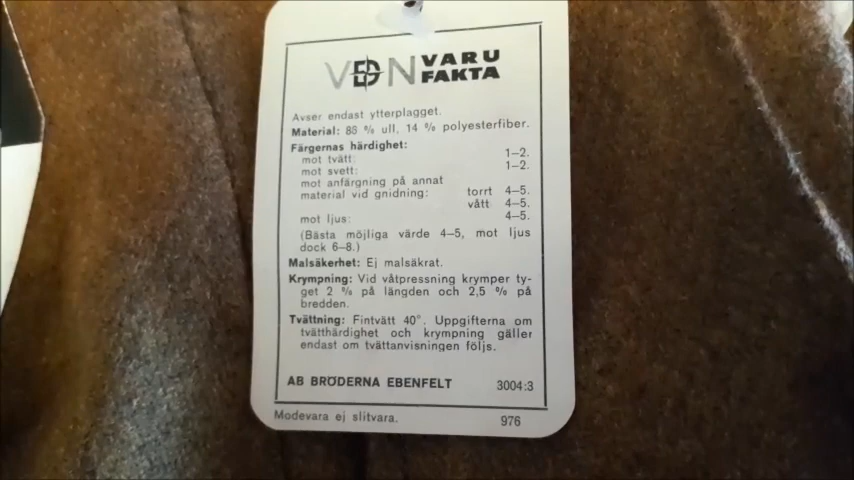 VDN VARU
FAKTA
Avser endast ytterplagget.
Material: 86 % ull, 14 % polyesterfiber.
Färgernas härdighet:
mot tvätt: 1–2.
mot svett: 1–2.
mot anfärgning på annat
material vid gnidning: torrt 4–5.
vått 4–5.
mot ljus: 4–5.
(Bästa möjliga värde 4–5, mot ljus
dock 6–8.)
Malsäkerhet: Ej malsäkrat.
Krympning: Vid våtpressning krymper ty-
get 2 % på längden och 2,5 % på
bredden.
Tvättning: Fintvätt 40°. Uppgifterna om
tvätthärdighet och krympning gäller
endast om tvättanvisningen följs.
AB BRÖDERNA EBENFELT 3004:3
Modevara ej slitvara. 976